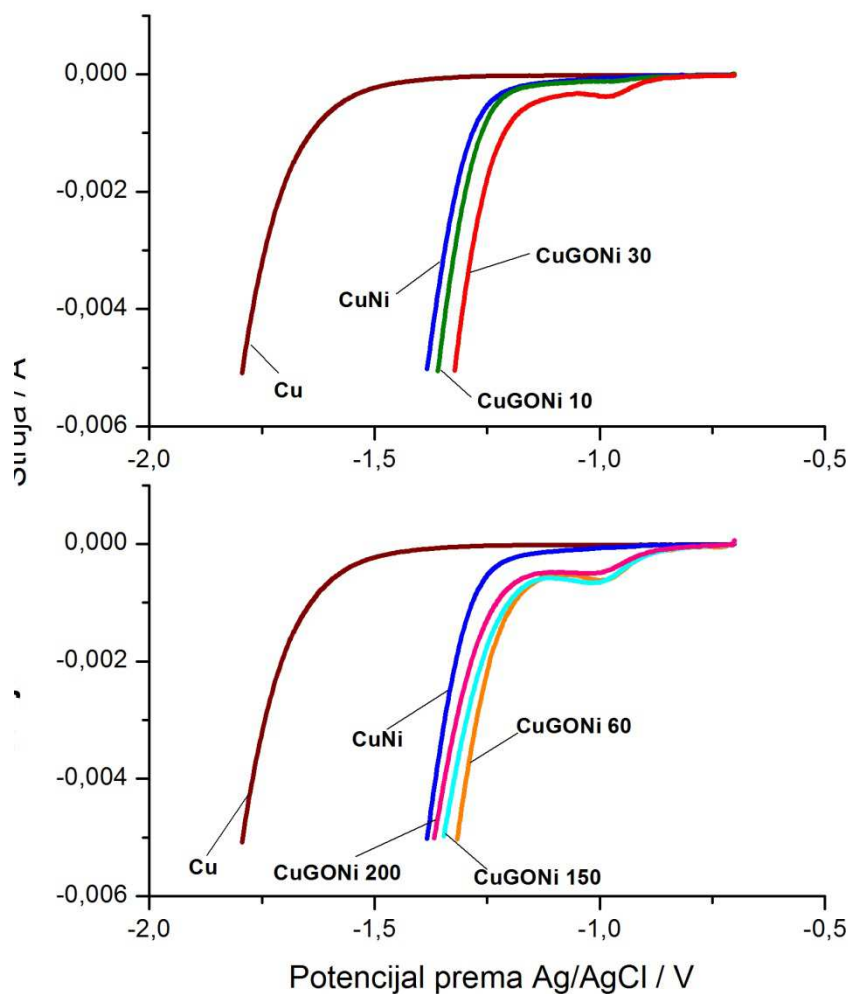 0,000
-0,002
-0,004
-0,006
CuNi
CuGONi 30
Cu
CuGONi 10
-2,0 -1,5 -1,0 -0,5
Struja / A
0,000
-0,002
-0,004
-0,006
CuNi
CuGONi 60
Cu
CuGONi 200
CuGONi 150
-2,0 -1,5 -1,0 -0,5
Potencijal prema Ag/AgCl / V